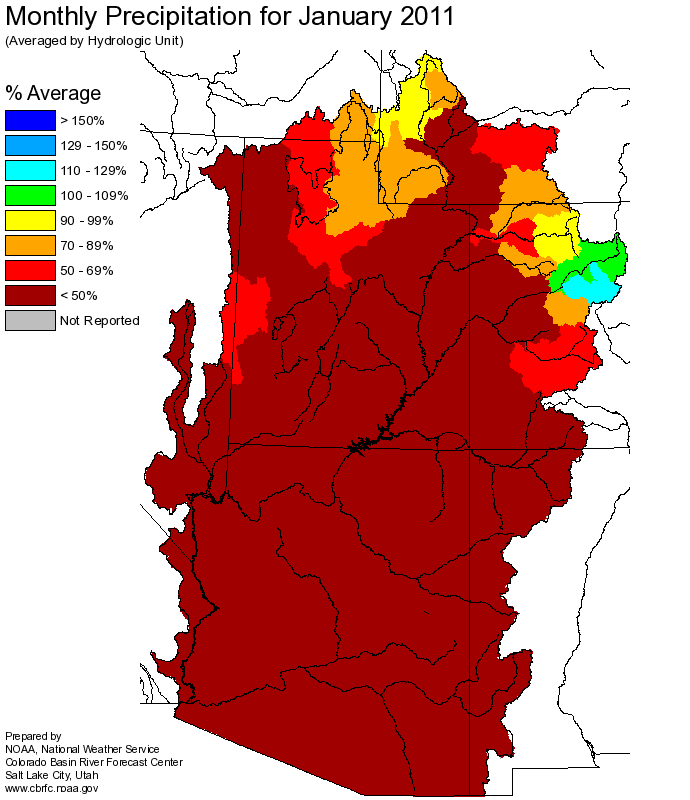 Monthly Precipitation for January 2011
(Averaged by Hydrologic Unit)
% Average
> 150%
129 - 150%
110 - 129%
100 - 109%
90 - 99%
70 - 89%
50 - 69%
< 50%
Not Reported
Prepared by
NOAA, National Weather Service
Colorado Basin River Forecast Center
Salt Lake City, Utah
www.cbrfc.noaa.gov